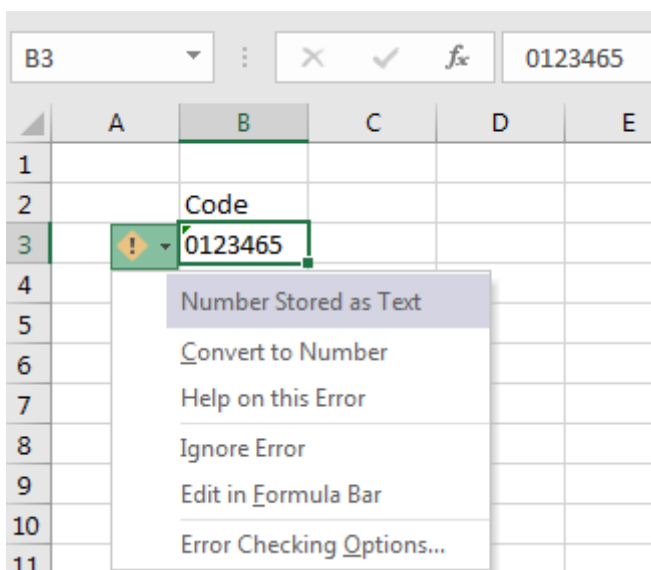 B3 fx 0123465
A B C D E
1
2 Code
3 ! 0123465
4
Number Stored as Text
5
6 Convert to Number
7 Help on this Error
8 Ignore Error
9 Edit in Formula Bar
10
Error Checking Options...
11